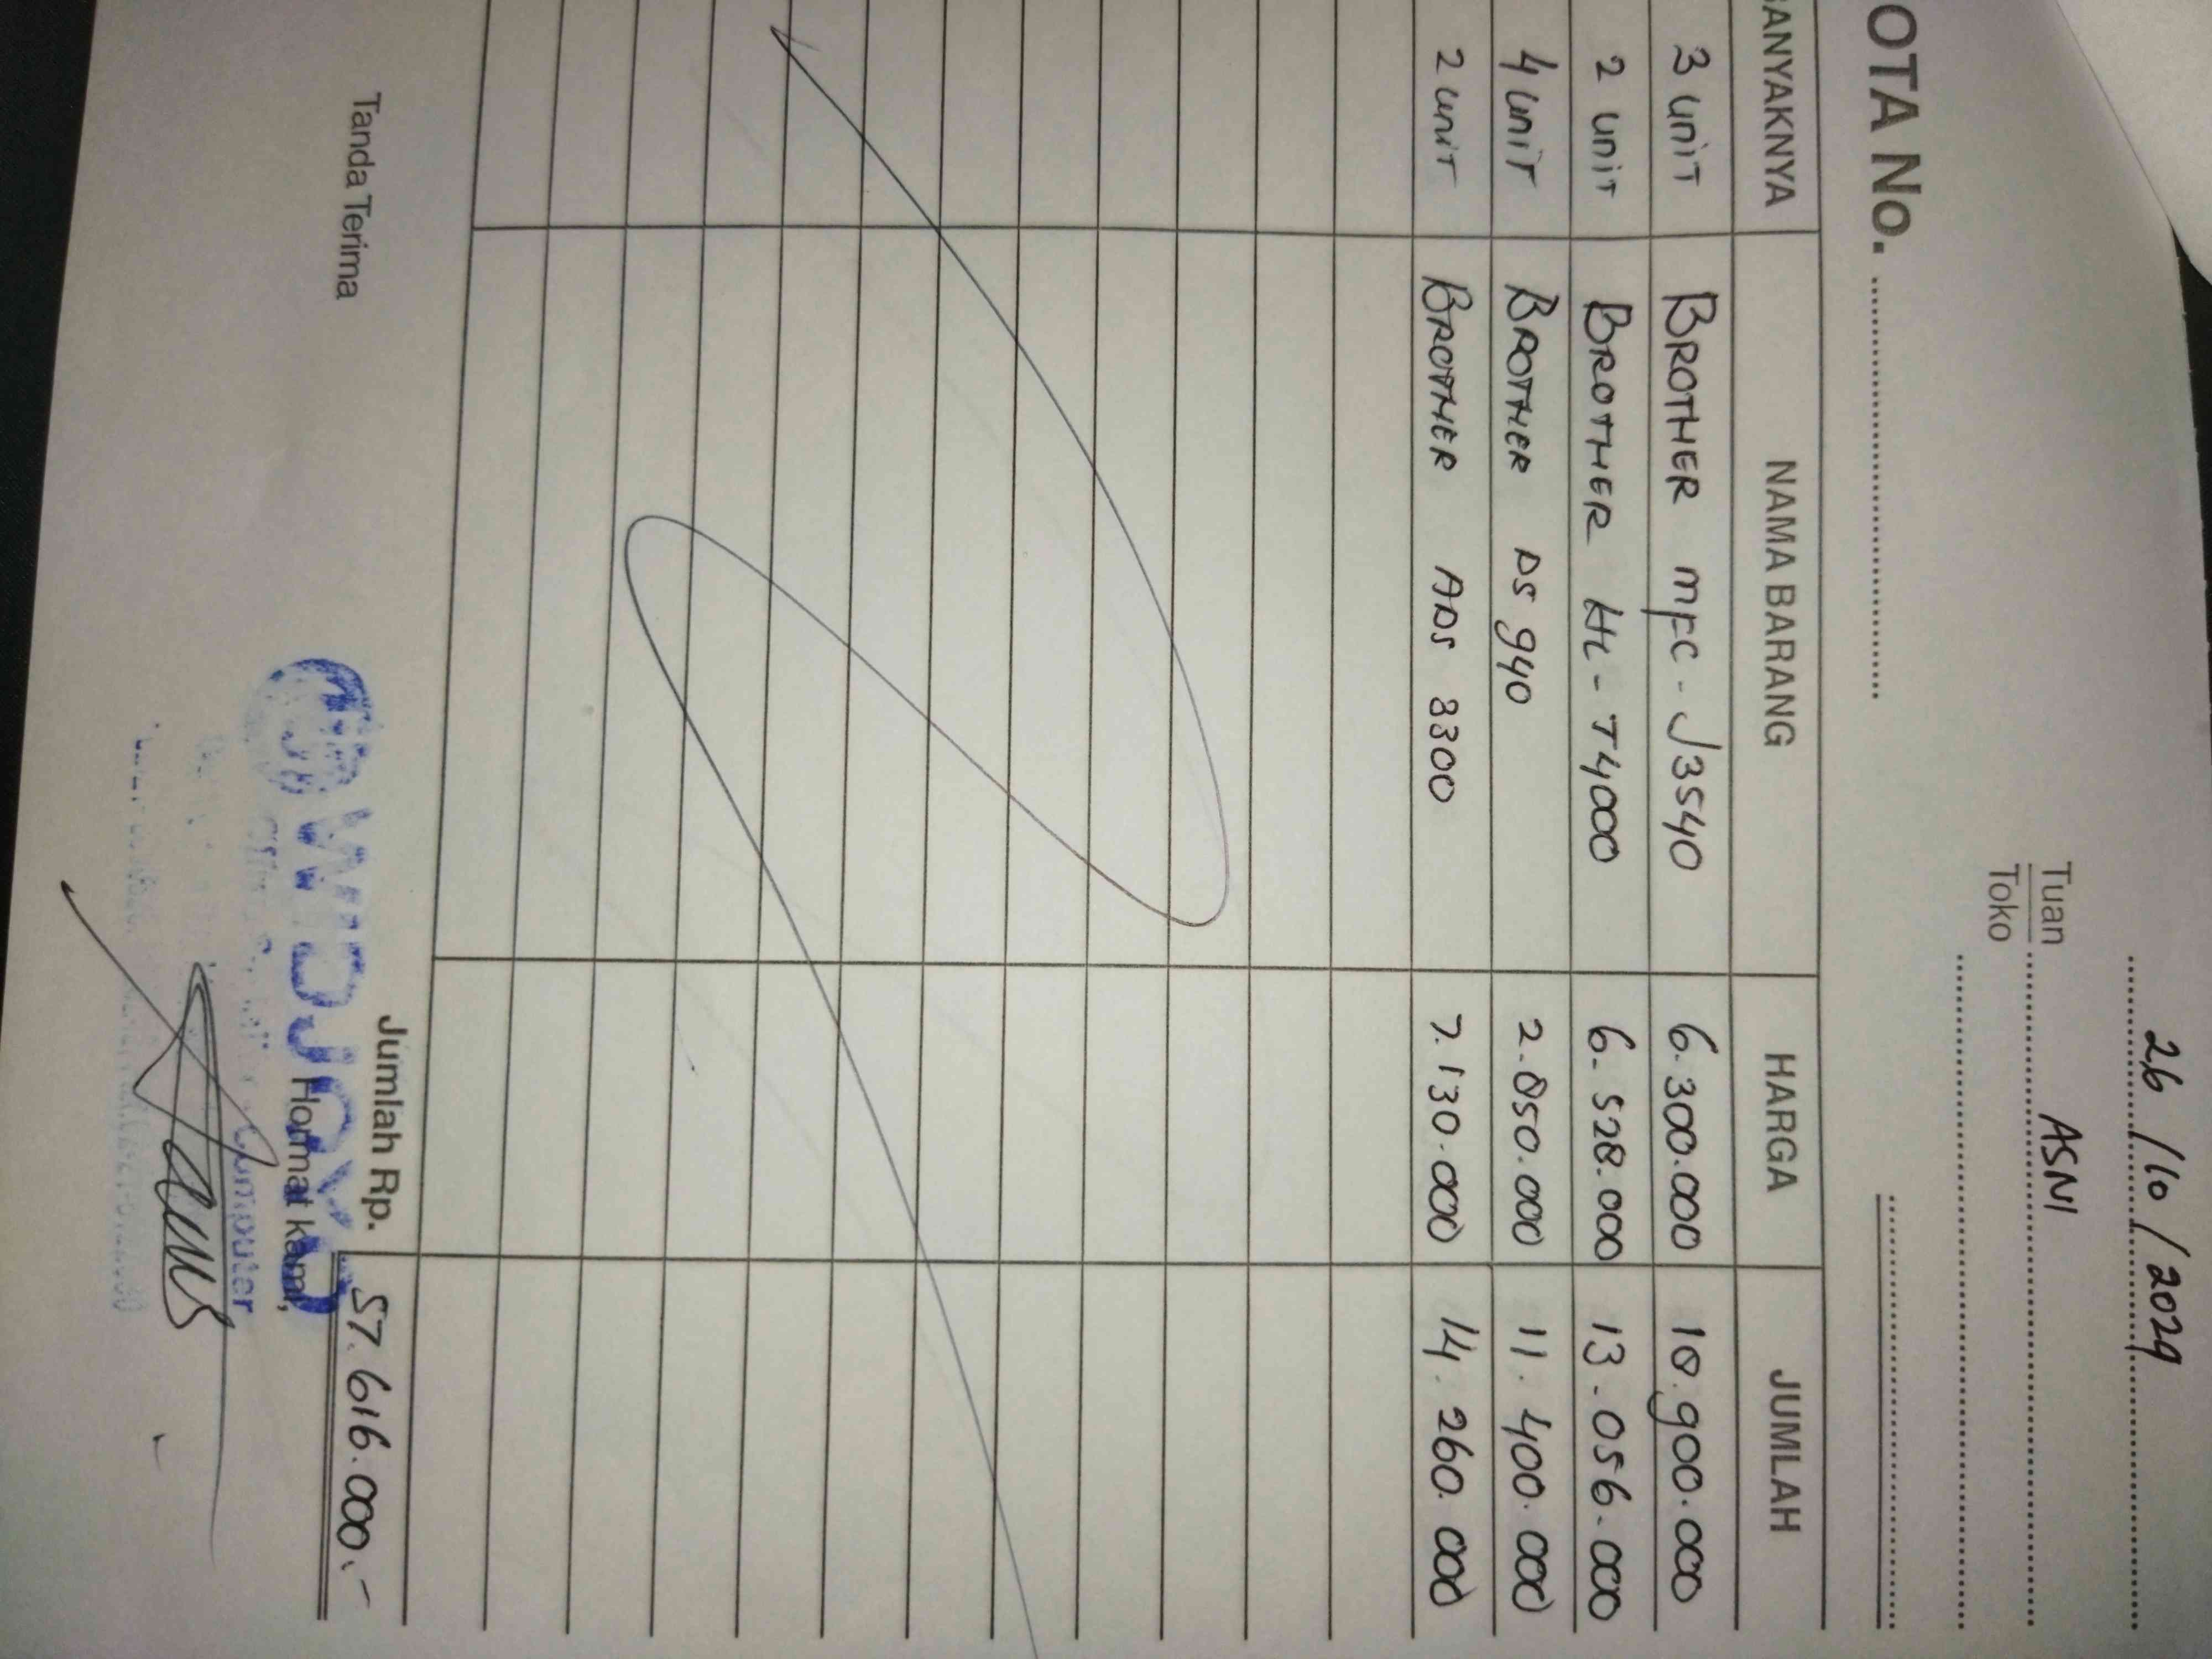 26/10/2024
Tuan ASNI
Toko
OTA No.
BANYAKNYA NAMA BARANG HARGA JUMLAH
3 unit BROTHER MFC-J3540 6.300.000 18.900.000
2 unit BROTHER HL-T4000 6.528.000 13.056.000
4 unit BROTHER DS 940 2.850.000 11.400.000
2 unit BROTHER ADS 3300 7.130.000 14.260.000
Jumlah Rp. 57.616.000.-
Tanda Terima Hormat kami,
Computer